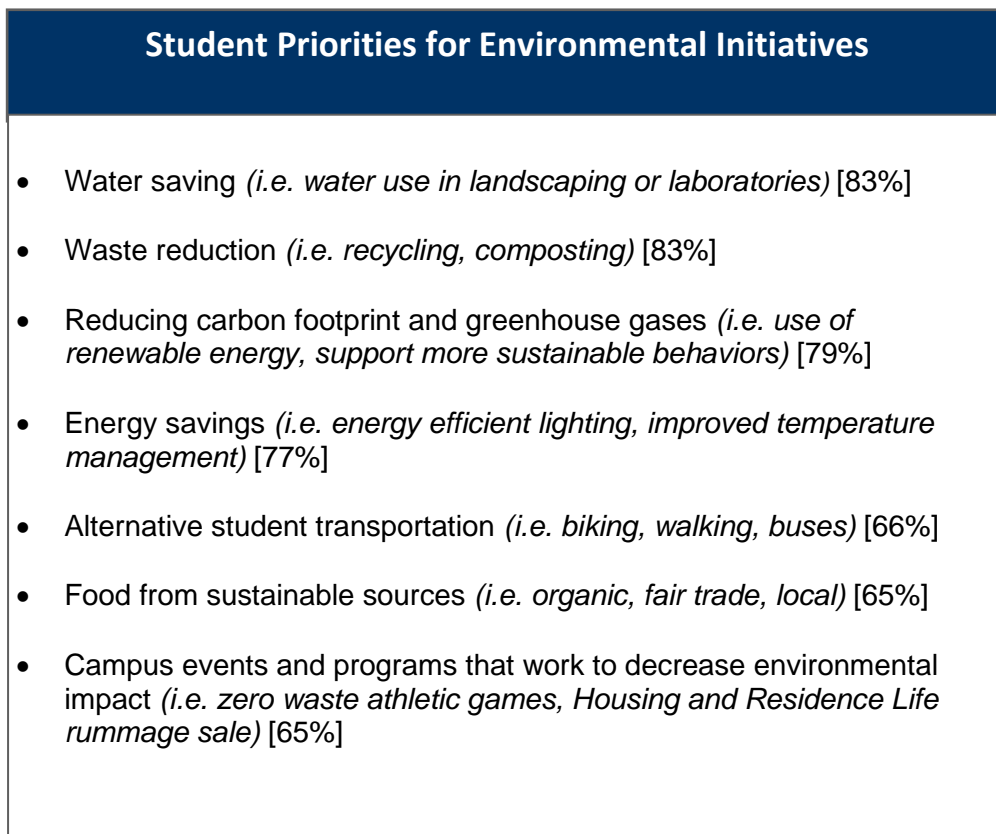 Student Priorities for Environmental Initiatives
• Water saving (i.e. water use in landscaping or laboratories) [83%]
• Waste reduction (i.e. recycling, composting) [83%]
• Reducing carbon footprint and greenhouse gases (i.e. use of
renewable energy, support more sustainable behaviors) [79%]
• Energy savings (i.e. energy efficient lighting, improved temperature
management) [77%]
• Alternative student transportation (i.e. biking, walking, buses) [66%]
• Food from sustainable sources (i.e. organic, fair trade, local) [65%]
• Campus events and programs that work to decrease environmental
impact (i.e. zero waste athletic games, Housing and Residence Life
rummage sale) [65%]